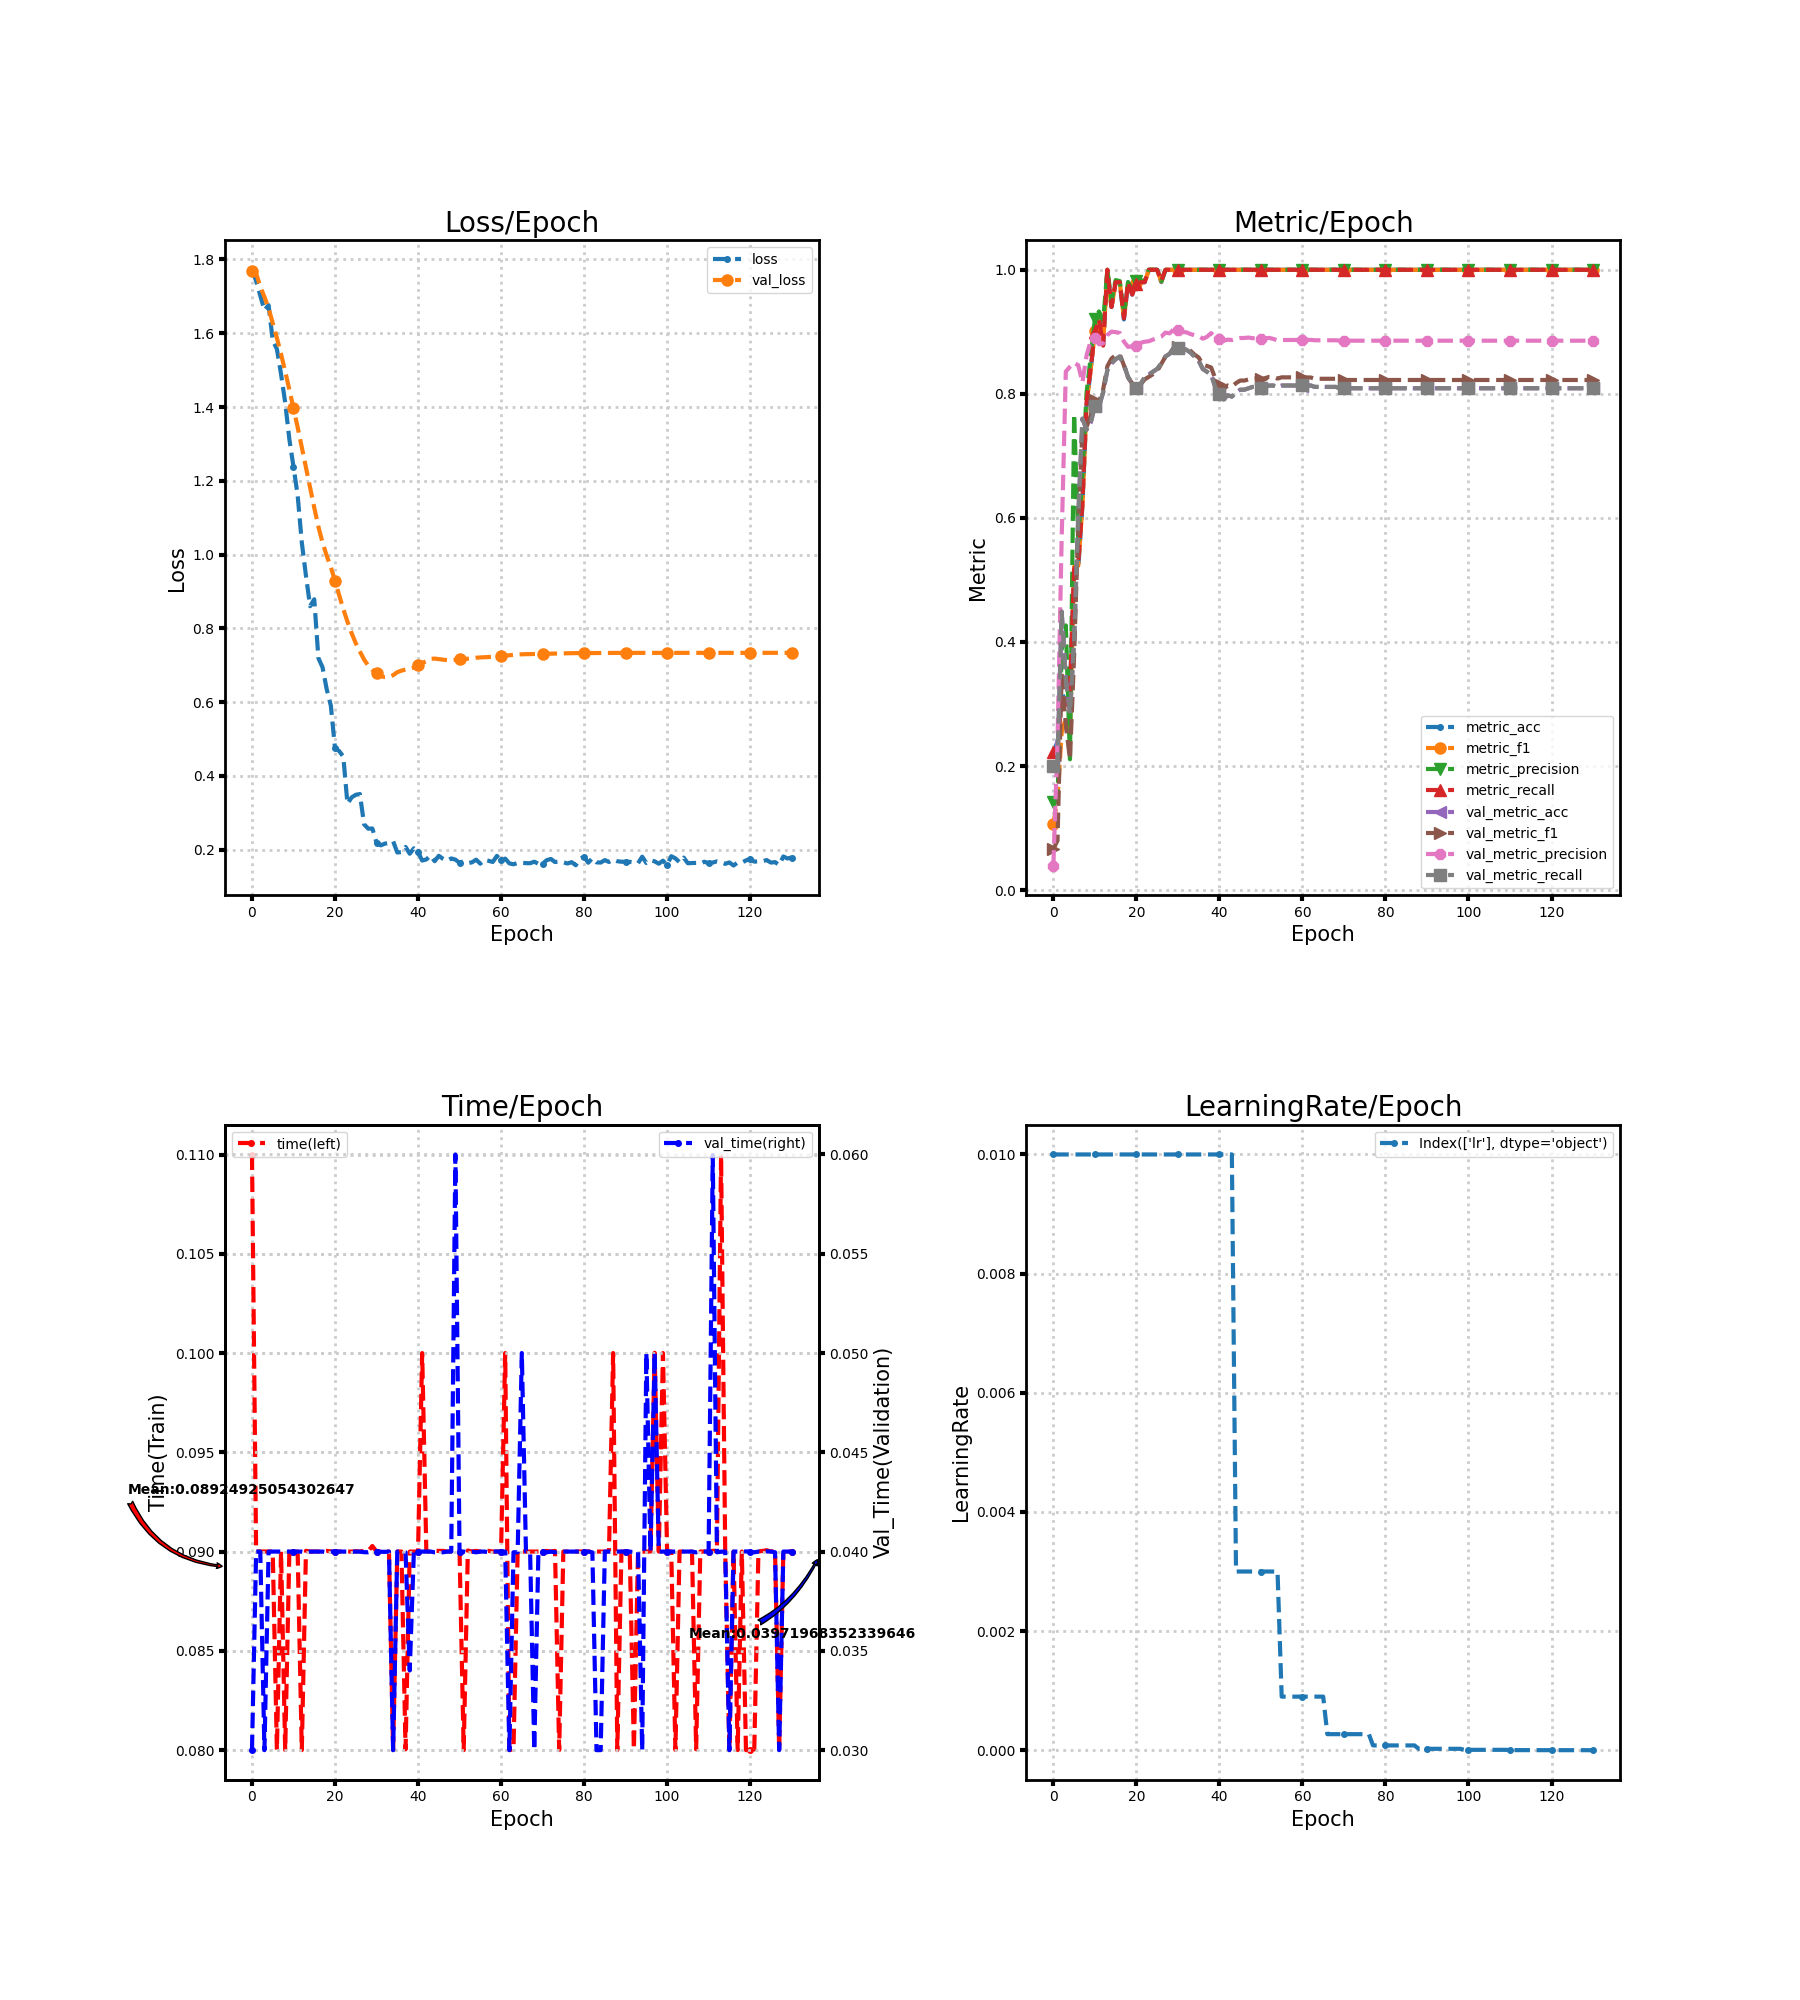 Loss/Epoch
1.8
1.6
1.4
1.2
1.0
0.8
0.6
0.4
0.2
Loss
loss
val_loss
0 20 40 60 80 100 120
Epoch
Metric/Epoch
1.0
0.8
0.6
0.4
0.2
0.0
Metric
metric_acc
metric_f1
metric_precision
metric_recall
val_metric_acc
val_metric_f1
val_metric_precision
val_metric_recall
0 20 40 60 80 100 120
Epoch
Time/Epoch
time(left)
val_time(right)
0.110
0.105
0.100
0.095
0.090
0.085
0.080
Time(Train)
Mean:0.08924925054302647
0.060
0.055
0.050
0.045
0.040
0.035
0.030
Val_Time(Validation)
Mean:0.03971968352339646
0 20 40 60 80 100 120
Epoch
LearningRate/Epoch
Index(['lr'], dtype='object')
0.010
0.008
0.006
0.004
0.002
0.000
LearningRate
0 20 40 60 80 100 120
Epoch